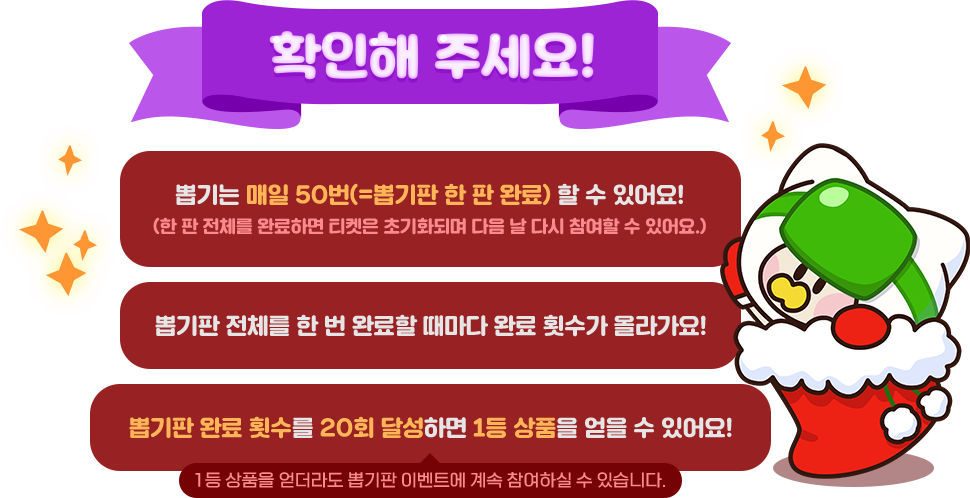 확인해 주세요!
뽑기는 매일 50번(=뽑기판 한 판 완료) 할 수 있어요!
(한 판 전체를 완료하면 티켓은 초기화되며 다음 날 다시 참여할 수 있어요.)
뽑기판 전체를 한 번 완료할 때마다 완료 횟수가 올라가요!
뽑기판 완료 횟수를 20회 달성하면 1등 상품을 얻을 수 있어요!
1등 상품을 얻더라도 뽑기판 이벤트에 계속 참여하실 수 있습니다.